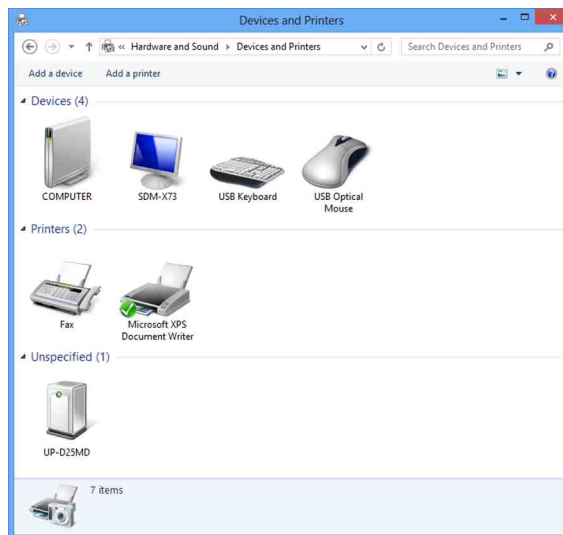 Devices and Printers
« Hardware and Sound Devices and Printers
Search Devices and Printers
Add a device Add a printer
Devices (4)
COMPUTER SDM-X73 USB Keyboard USB Optical
Mouse
Printers (2)
Fax Microsoft XPS
Document Writer
Unspecified (1)
UP-D25MD
7 items